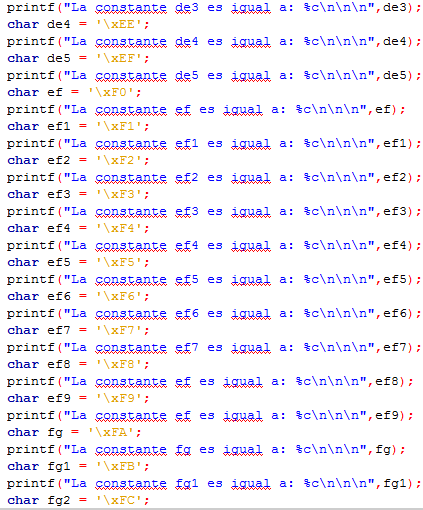 printf("La constante de3 es igual a: %c\n\n\n",de3);
char de4 = '\xEE';
printf("La constante de4 es igual a: %c\n\n\n",de4);
char de5 = '\xEF';
printf("La constante de5 es igual a: %c\n\n\n",de5);
char ef = '\xF0';
printf("La constante ef es igual a: %c\n\n\n",ef);
char ef1 = '\xF1';
printf("La constante ef1 es igual a: %c\n\n\n",ef1);
char ef2 = '\xF2';
printf("La constante ef2 es igual a: %c\n\n\n",ef2);
char ef3 = '\xF3';
printf("La constante ef3 es igual a: %c\n\n\n",ef3);
char ef4 = '\xF4';
printf("La constante ef4 es igual a: %c\n\n\n",ef4);
char ef5 = '\xF5';
printf("La constante ef5 es igual a: %c\n\n\n",ef5);
char ef6 = '\xF6';
printf("La constante ef6 es igual a: %c\n\n\n",ef6);
char ef7 = '\xF7';
printf("La constante ef7 es igual a: %c\n\n\n",ef7);
char ef8 = '\xF8';
printf("La constante ef es igual a: %c\n\n\n",ef8);
char ef9 = '\xF9';
printf("La constante ef es igual a: %c\n\n\n",ef9);
char fg = '\xFA';
printf("La constante fg es igual a: %c\n\n\n",fg);
char fg1 = '\xFB';
printf("La constante fg1 es igual a: %c\n\n\n",fg1);
char fg2 = '\xFC';